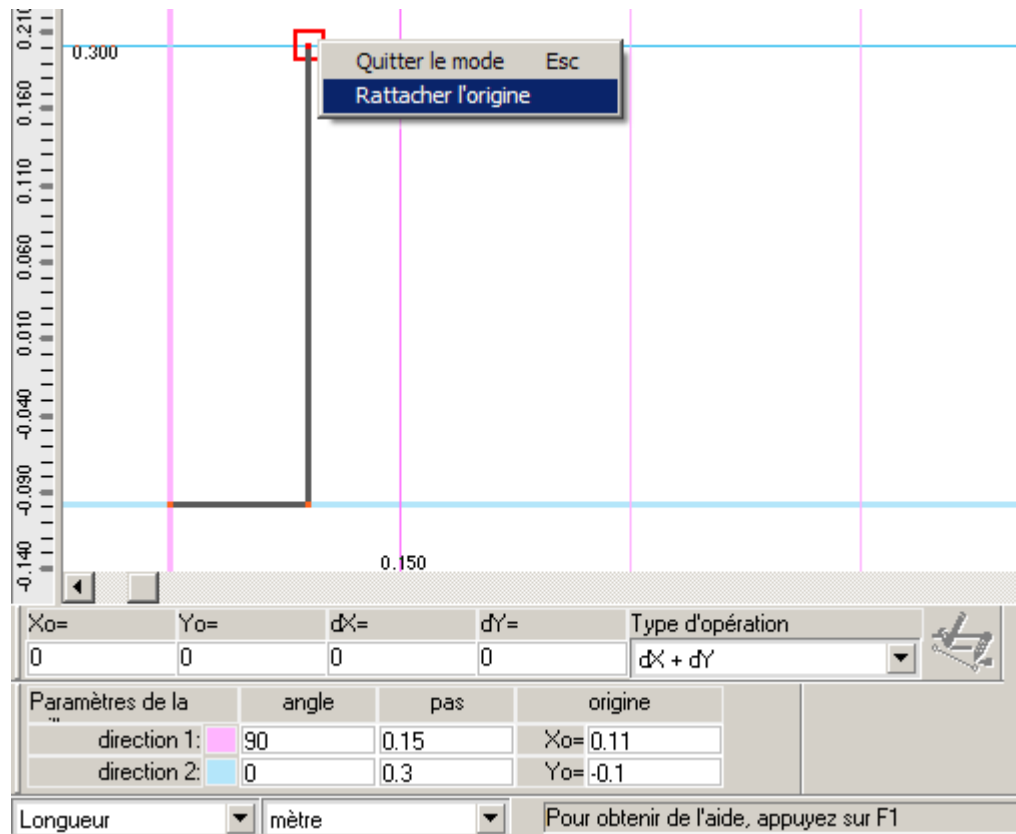 0.210
0.300
Quitter le mode Esc
Rattacher l'origine
0.160
0.110
0.060
0.010
-0.040
-0.090
-0.140
0.150
Xo= Yo= dX= dY= Type d'opération
0 0 0 0 dX + dY
Paramètres de la angle pas origine
direction 1: 90 0.15 Xo= 0.11
direction 2: 0 0.3 Yo= -0.1
Longueur mètre Pour obtenir de l'aide, appuyez sur F1